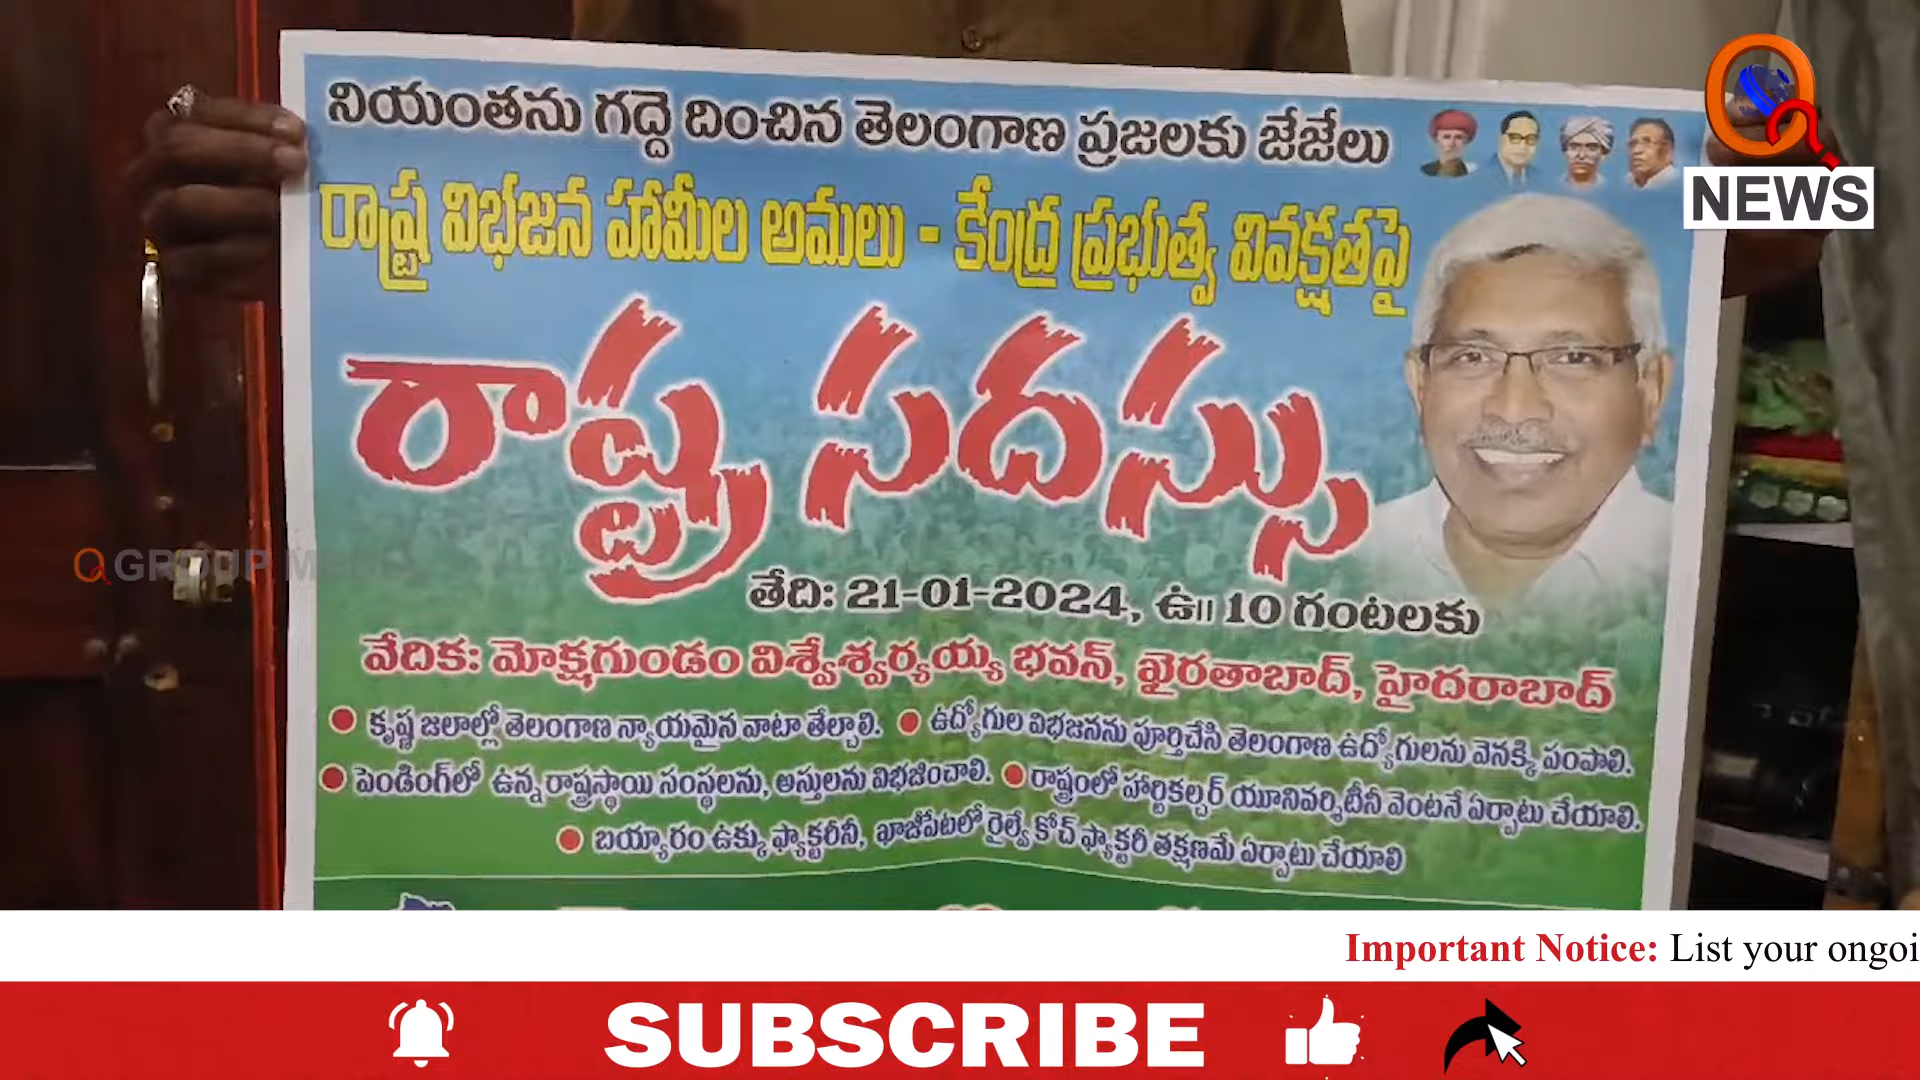 నియంతను గద్దె దించిన తెలంగాణ ప్రజలకు జేజేలు
రాష్ట్ర విభజన హామీల అమలు - కేంద్ర ప్రభుత్వ వివక్షతపై
రాష్ట్ర సదస్సు
తేది: 21-01-2024, ఉ॥ 10 గంటలకు
వేదిక: మోక్షగుండం విశ్వేశ్వర్యయ్య భవన్, ఖైరతాబాద్, హైదరాబాద్
● కృష్ణ జలాల్లో తెలంగాణ న్యాయమైన వాటా తేల్చాలి. ● ఉద్యోగుల విభజనను పూర్తిచేసి తెలంగాణ ఉద్యోగులను వెనక్కి పంపాలి.
● పెండింగ్‌లో ఉన్న రాష్ట్రస్థాయి సంస్థలను, అస్తులను విభజించాలి. ● రాష్ట్రంలో హార్టికల్చర్ యూనివర్శిటీనీ వెంటనే ఏర్పాటు చేయాలి.
● బయ్యారం ఉక్కు ఫ్యాక్టరీనీ, ఖాజీపేటలో రైల్వే కోచ్ ఫ్యాక్టరీ తక్షణమే ఏర్పాటు చేయాలి
NEWS
GROUP M
Important Notice: List your ongoi
SUBSCRIBE